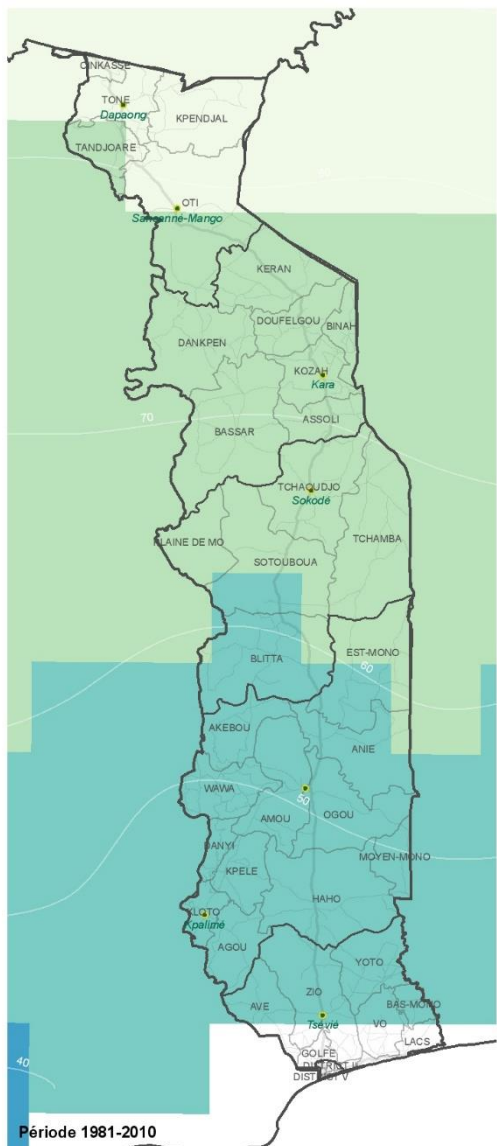 CINKASSE
TONE
Dapaong
KPENDJAL
TANDJOARE
OTI
Sansanne-Mango
KERAN
DOUFELGOU
BINAH
DANKPEN
KOZAH
Kara
70
ASSOLI
BASSAR
TCHAOUDJO
Sokodé
PLAINE DE MO
TCHAMBA
SOTOUBOUA
EST-MONO
BLITTA
60
AKEBOU
ANIE
WAWA
50
AMOU
OGOU
DANYI
MOYEN-MONO
KPELE
HAHO
KLOTO
Kpalimé
AGOU
YOTO
AVE
ZIO
BAS-MONO
Tsévié
VO
LACS
GOLFE
40
DISTRICT V
Période 1981-2010